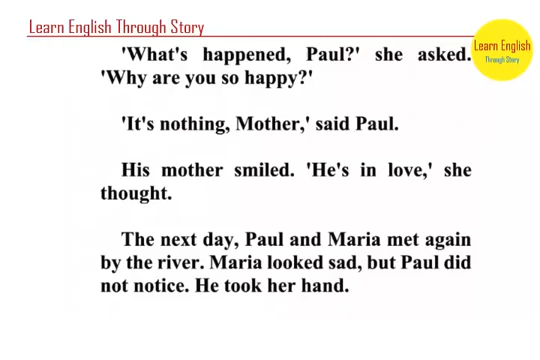 Learn English Through Story
Learn English
Through Story
'What's happened, Paul?' she asked.
'Why are you so happy?'
'It's nothing, Mother,' said Paul.
His mother smiled. 'He's in love,' she
thought.
The next day, Paul and Maria met again
by the river. Maria looked sad, but Paul did
not notice. He took her hand.